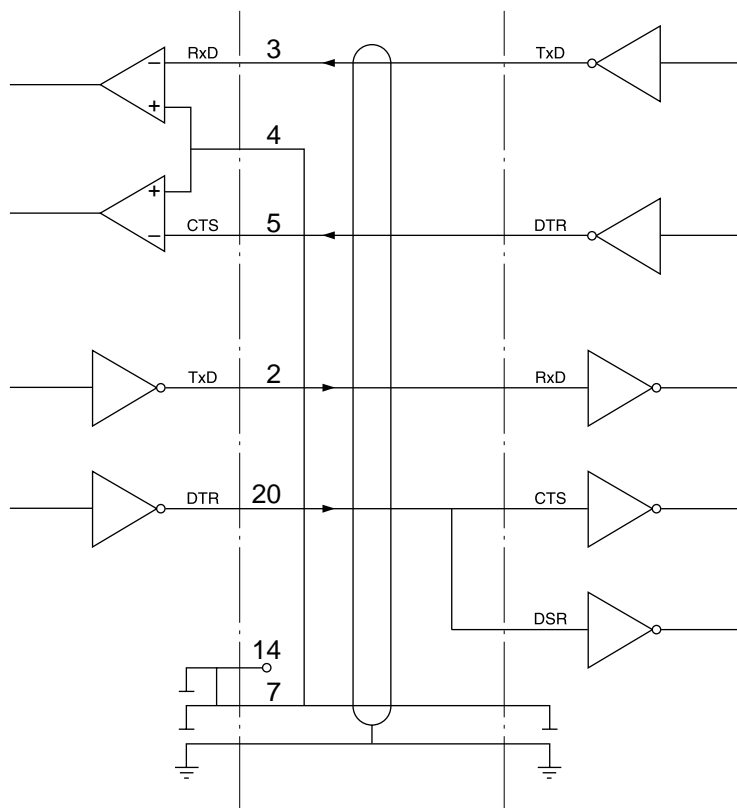 RxD 3 TxD
4
CTS 5 DTR
TxD 2 RxD
DTR 20 CTS
DSR
14
7